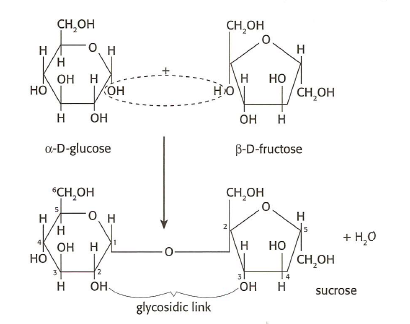 CH₂OH CH₂OH
H O H + O
H H
HO OH H OH HO H HO CH₂OH
H OH OH H
α-D-glucose β-D-fructose
⁶CH₂OH CH₂OH
H 5 O H O
4 H 1 O 2 5 H + H₂O
HO OH H H HO CH₂OH
3 2 3 4
H OH OH H sucrose
glycosidic link